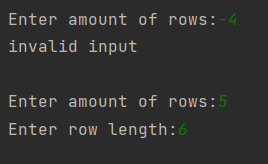 Enter amount of rows:-4
invalid input

Enter amount of rows:5
Enter row length:6